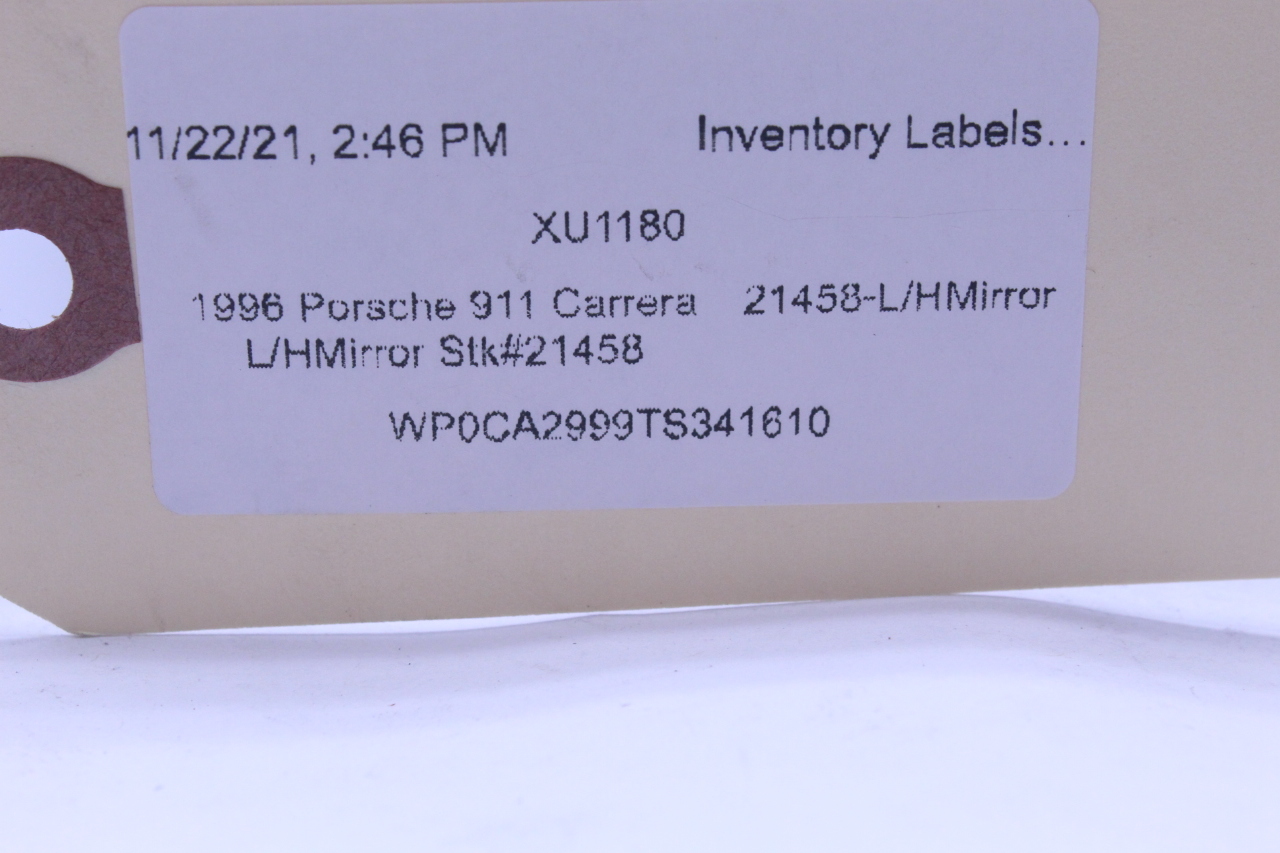 11/22/21, 2:46 PM Inventory Labels...
XU1180
1996 Porsche 911 Carrera 21458-L/HMirror
L/HMirror Stk#21458
WP0CA2999TS341610